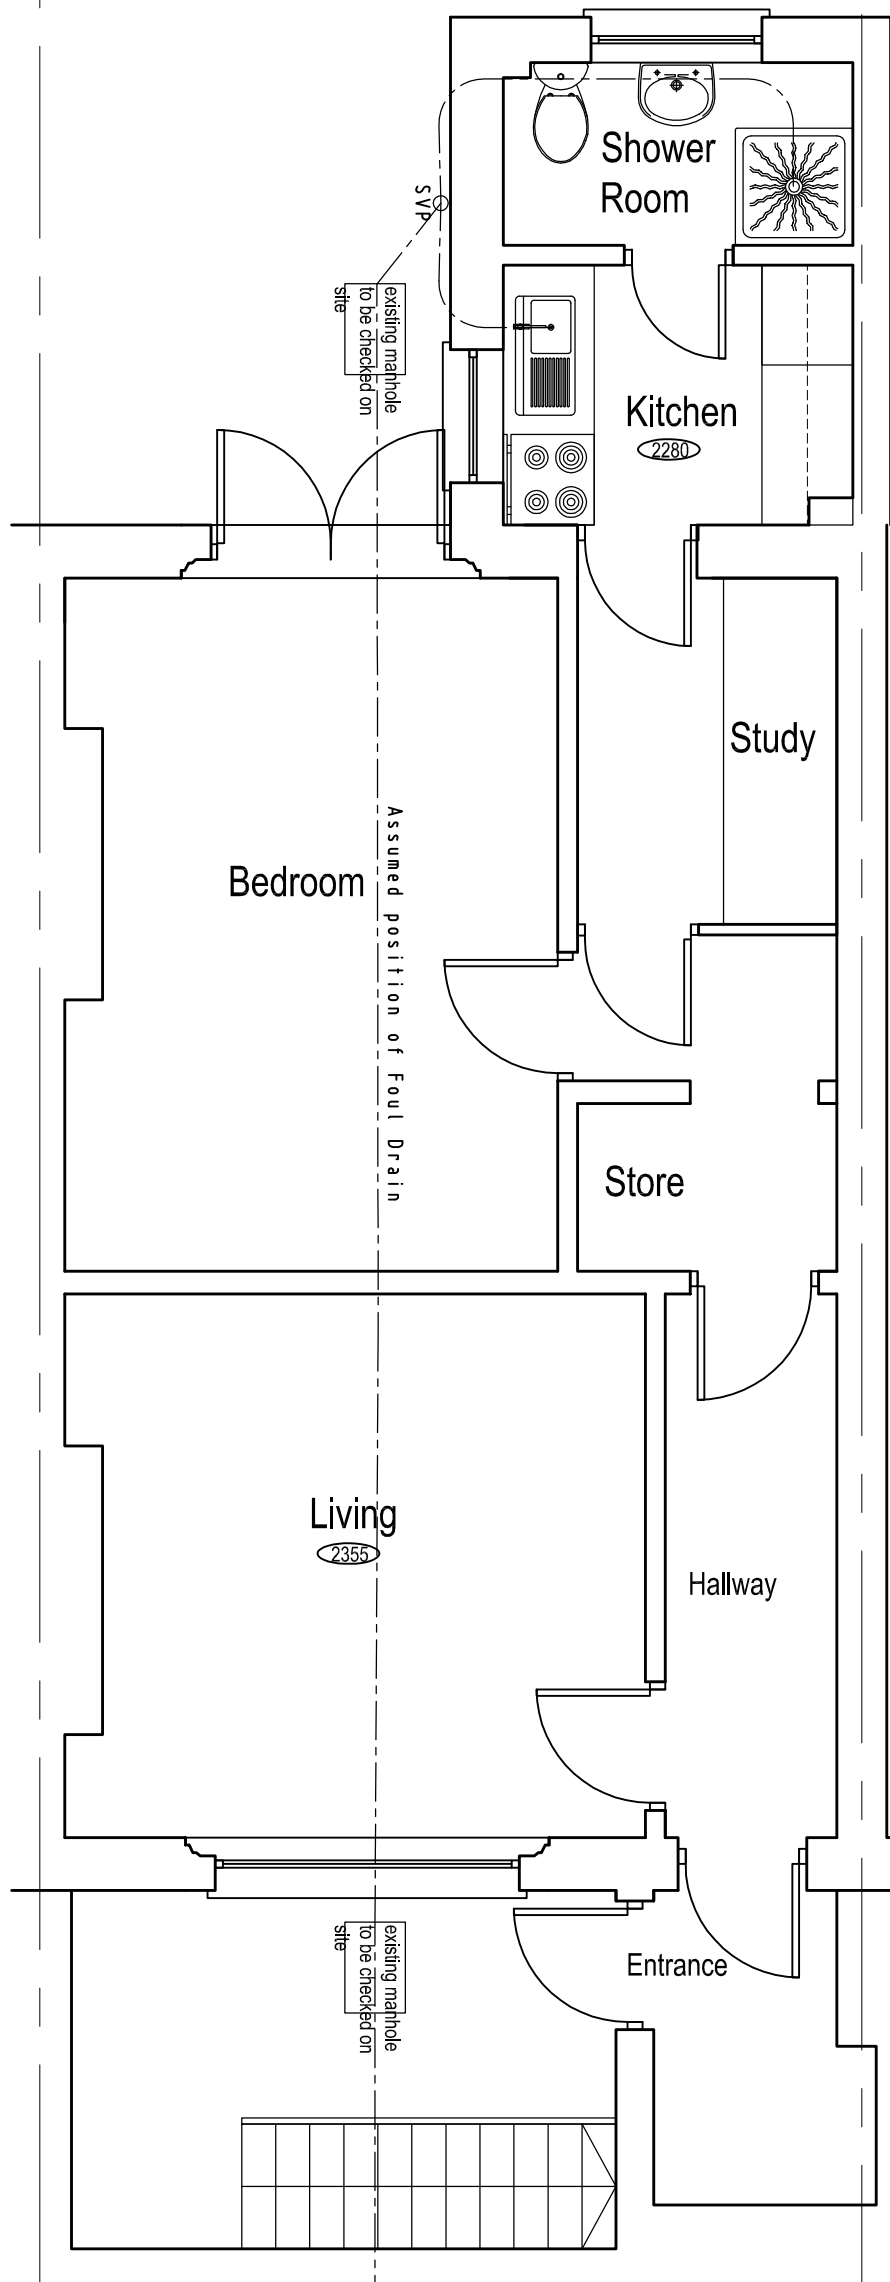 Shower
Room
SVP
existing manhole
to be checked on
site
Kitchen
2280
Study
Bedroom
Assumed position of Foul Drain
Store
Living
2355
Hallway
Entrance
existing manhole
to be checked on
site